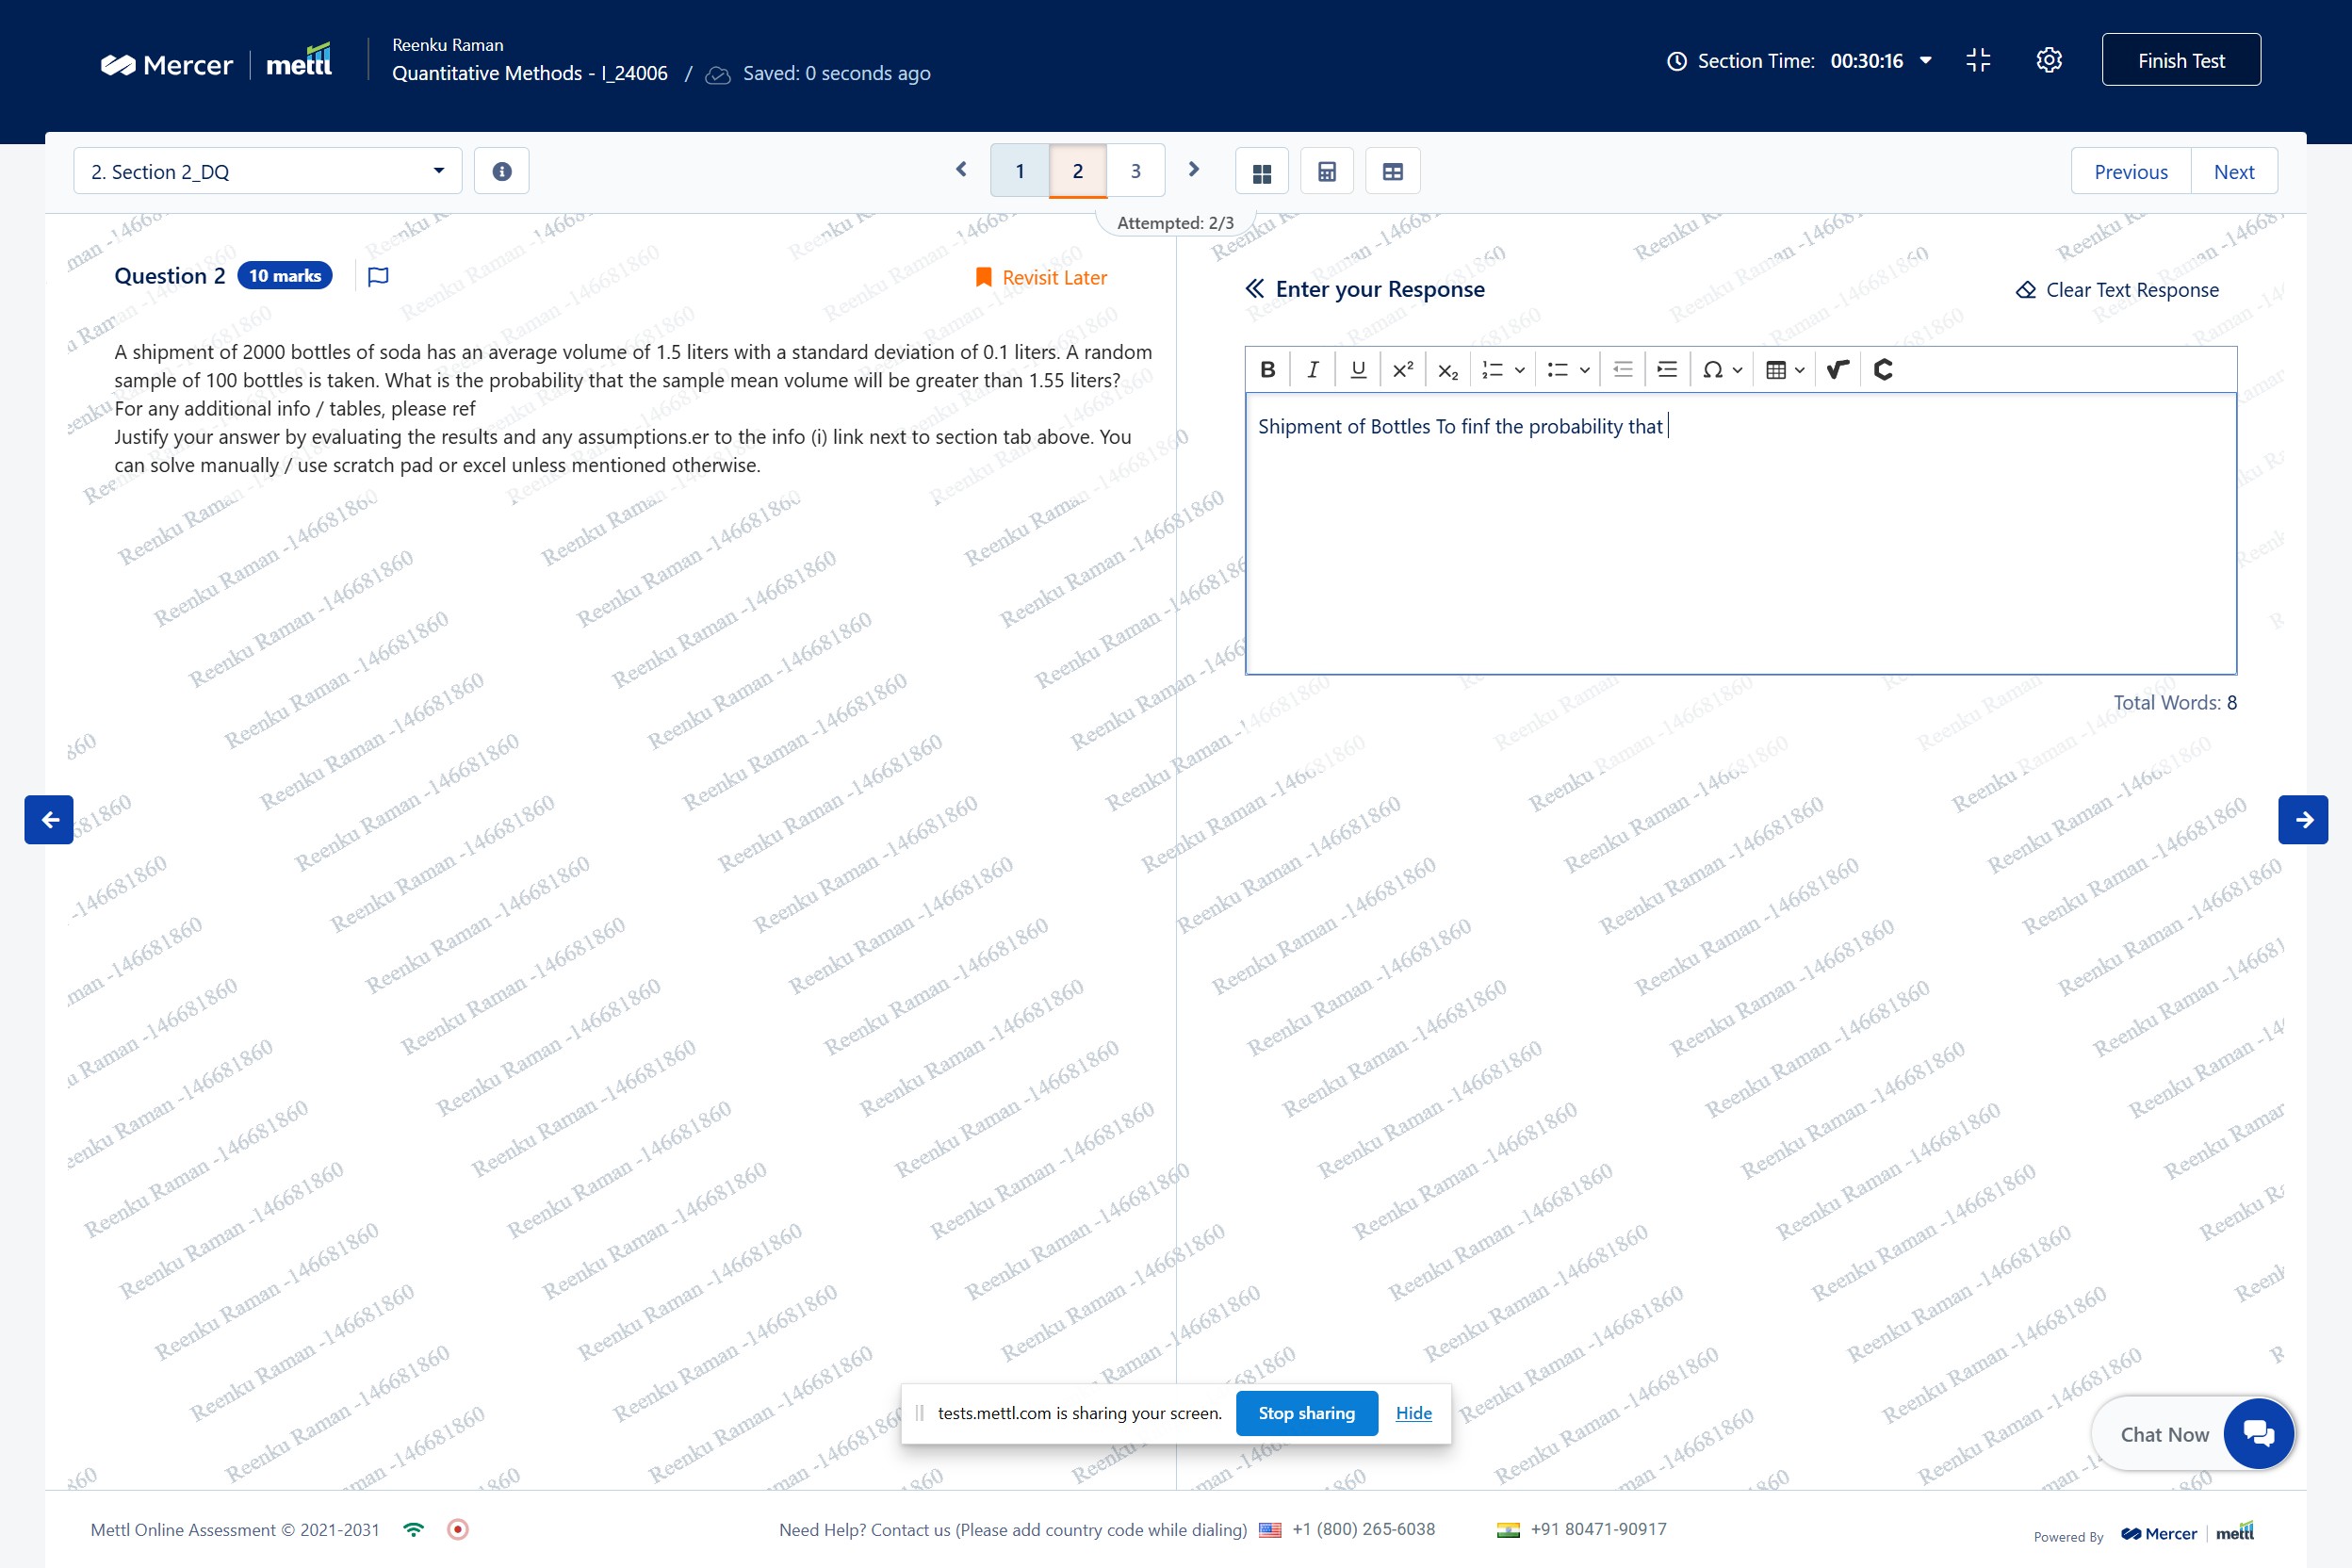 Mercer | mettl
Reenku Raman
Quantitative Methods - I_24006 / Saved: 0 seconds ago
Section Time: 00:30:16
Finish Test
2. Section 2_DQ
1 2 3
Previous Next
Attempted: 2/3
Question 2 10 marks
Revisit Later
A shipment of 2000 bottles of soda has an average volume of 1.5 liters with a standard deviation of 0.1 liters. A random
sample of 100 bottles is taken. What is the probability that the sample mean volume will be greater than 1.55 liters?
For any additional info / tables, please ref
Justify your answer by evaluating the results and any assumptions.er to the info (i) link next to section tab above. You
can solve manually / use scratch pad or excel unless mentioned otherwise.
Enter your Response
Clear Text Response
B I U x² x₂ Ω
Shipment of Bottles To finf the probability that
Total Words: 8
Reenku Raman -146681860
tests.mettl.com is sharing your screen. Stop sharing Hide
Chat Now
Mettl Online Assessment © 2021-2031
Need Help? Contact us (Please add country code while dialing) +1 (800) 265-6038 +91 80471-90917
Powered By Mercer | mettl